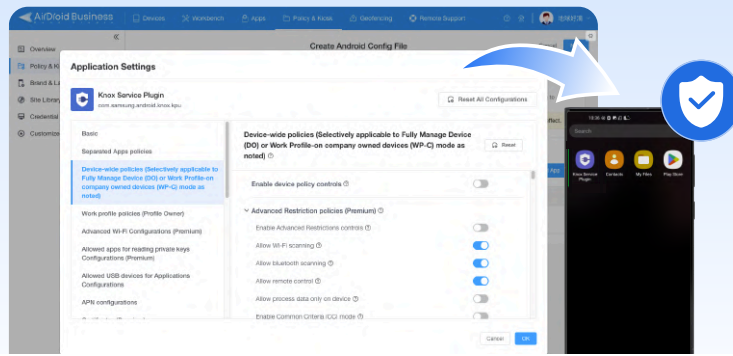 AirDroid Business
Devices
Workbench
Apps
Policy & Kiosk
Geofencing
Remote Support
Create Android Config File
Overview
Policy & K
Brand & La
Site Library
Credential
Customize
Application Settings
Knox Service Plugin
com.samsung.android.knox.kpu
Reset All Configurations
Basic
Separated Apps policies
Device-wide policies (Selectively applicable to
Fully Manage Device (DO) or Work Profile-on
company owned devices (WP-C) mode as
noted)
Work profile policies (Profile Owner)
Advanced Wi-Fi Configurations (Premium)
Allowed apps for reading private keys
Configurations (Premium)
Allowed USB devices for Applications
Configurations
APN configurations
Device-wide policies (Selectively applicable to Fully Manage Device
(DO) or Work Profile-on company owned devices (WP-C) mode as
noted)
Reset
Enable device policy controls
Advanced Restriction policies (Premium)
Enable Advanced Restrictions controls
Allow Wi-Fi scanning
Allow bluetooth scanning
Allow remote control
Allow process data only on device
Enable Common Criteria (CC) mode
Cancel
OK
ffect.
App
Search
Knox Service
Plugin
Contacts
My Files
Play Store